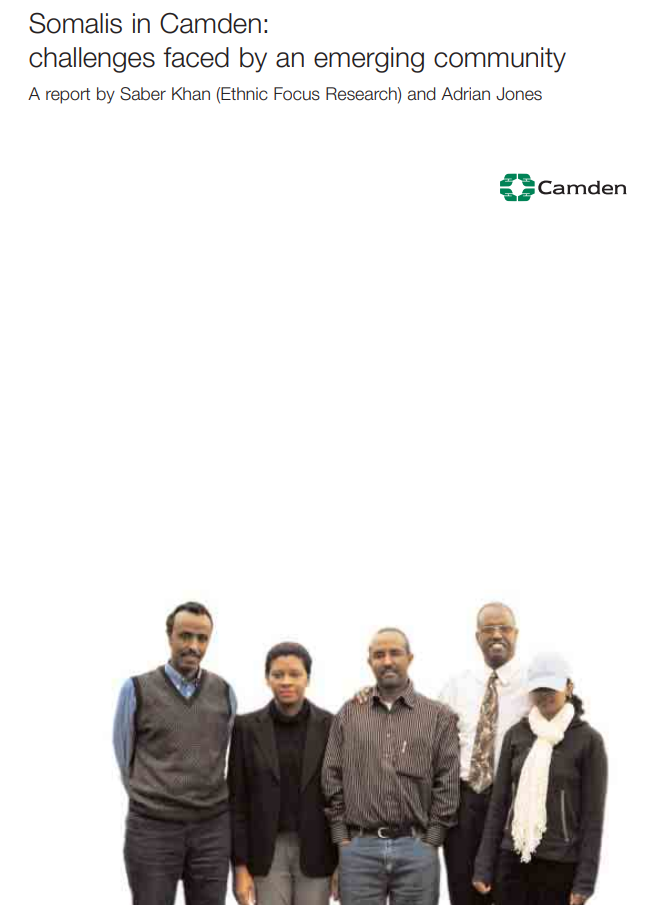 Somalis in Camden:
challenges faced by an emerging community
A report by Saber Khan (Ethnic Focus Research) and Adrian Jones
Camden